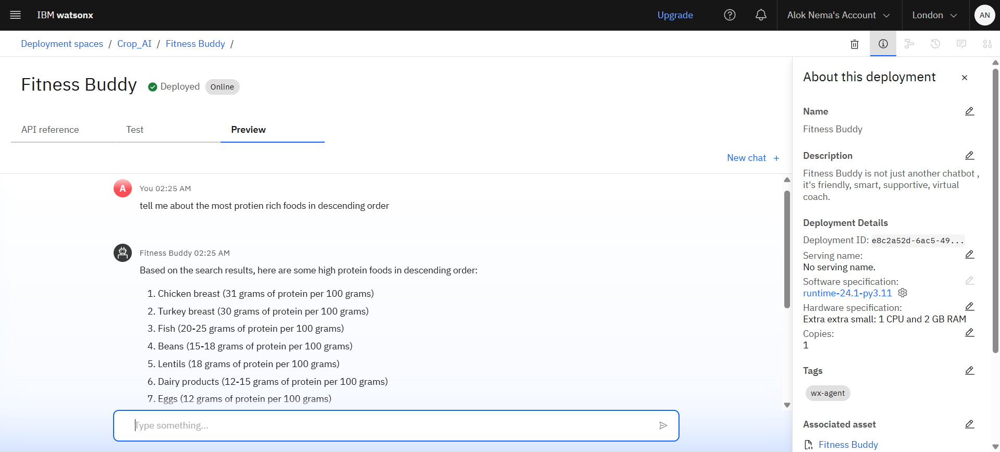 IBM watsonx
Upgrade
Alok Nema's Account
London
AN
Deployment spaces / Crop_AI / Fitness Buddy /
Fitness Buddy
Deployed
Online
API reference
Test
Preview
New chat +
A
You 02:25 AM
tell me about the most protien rich foods in descending order
Fitness Buddy 02:25 AM
Based on the search results, here are some high protein foods in descending order:
1. Chicken breast (31 grams of protein per 100 grams)
2. Turkey breast (30 grams of protein per 100 grams)
3. Fish (20-25 grams of protein per 100 grams)
4. Beans (15-18 grams of protein per 100 grams)
5. Lentils (18 grams of protein per 100 grams)
6. Dairy products (12-15 grams of protein per 100 grams)
7. Eggs (12 grams of protein per 100 grams)
Type something...
About this deployment
Name
Fitness Buddy
Description
Fitness Buddy is not just another chatbot ,
it's friendly, smart, supportive, virtual
coach.
Deployment Details
Deployment ID: e8c2a52d-6ac5-49...
Serving name:
No serving name.
Software specification:
runtime-24.1-py3.11
Hardware specification:
Extra extra small: 1 CPU and 2 GB RAM
Copies:
1
Tags
wx-agent
Associated asset
Fitness Buddy